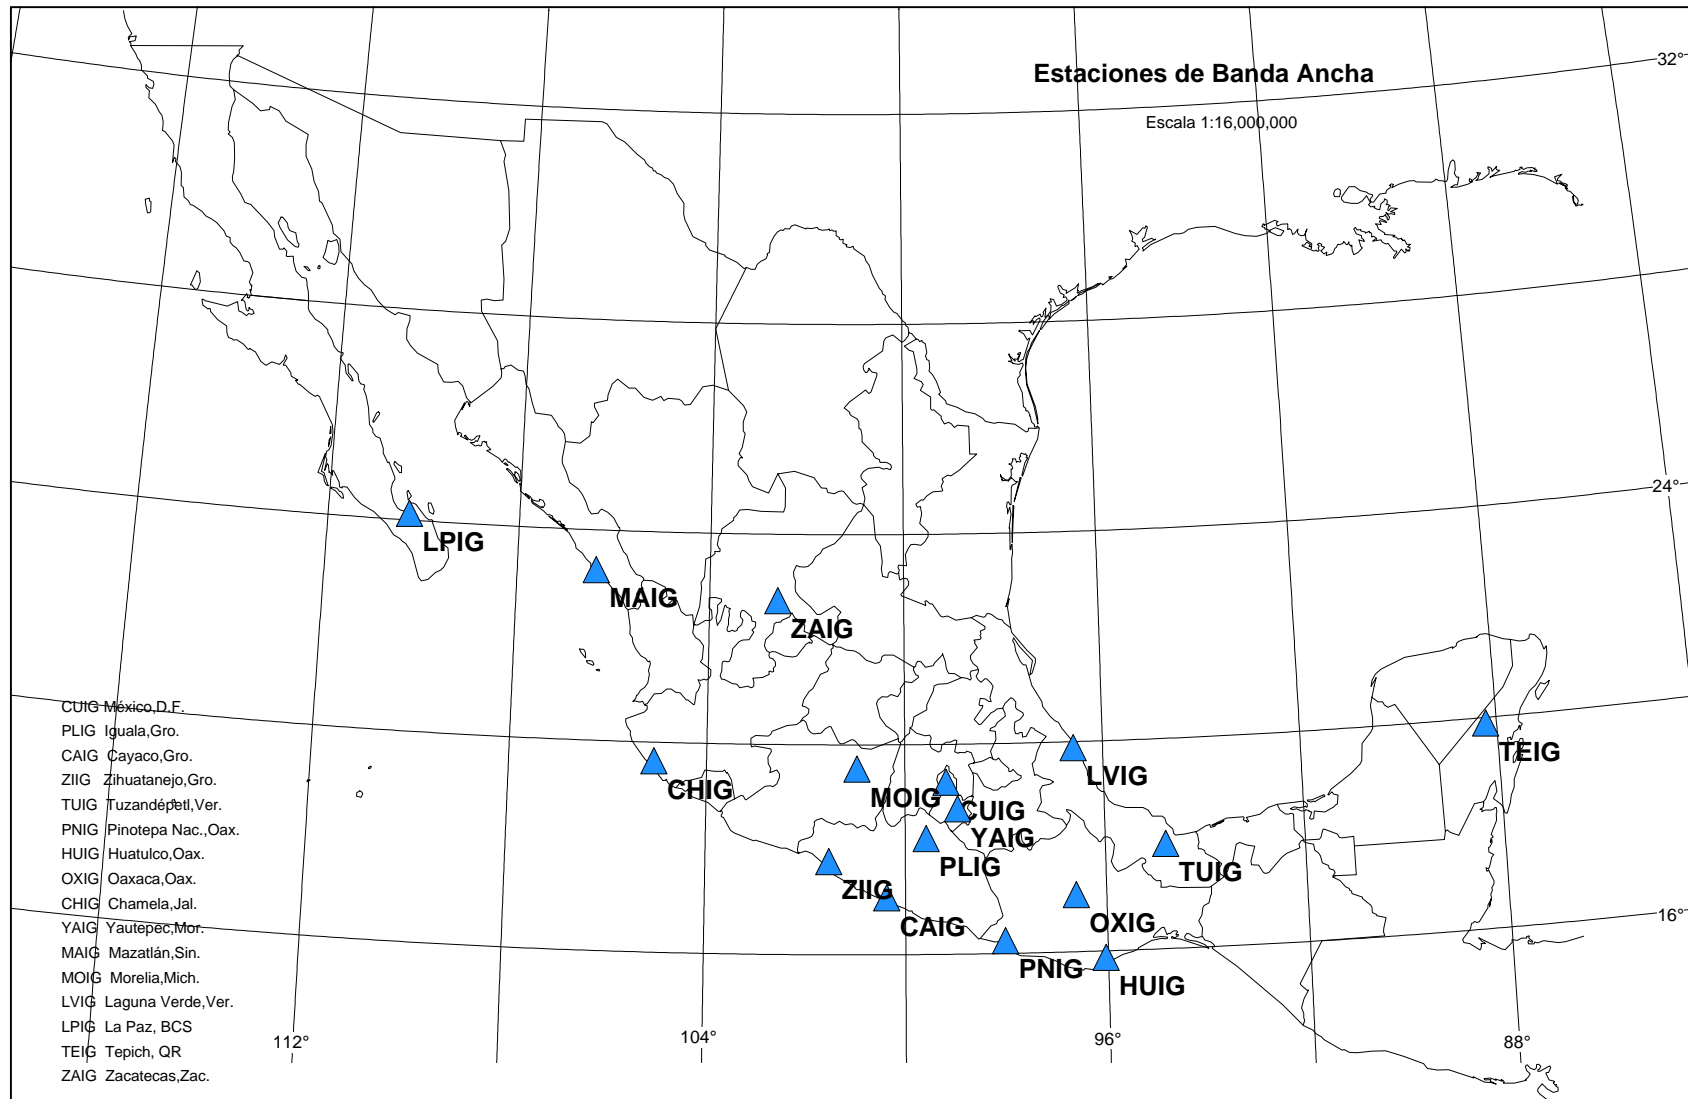 Estaciones de Banda Ancha
32°
Escala 1:16,000,000
24°
LPIG
MAIG
ZAIG
CUIG México,D.F.
PLIG Iguala,Gro.
CAIG Cayaco,Gro.
ZIIG Zihuatanejo,Gro.
TUIG Tuzandépetl,Ver.
PNIG Pinotepa Nac.,Oax.
HUIG Huatulco,Oax.
OXIG Oaxaca,Oax.
CHIG Chamela,Jal.
YAIG Yautepec,Mor.
MAIG Mazatlán,Sin.
MOIG Morelia,Mich.
LVIG Laguna Verde,Ver.
LPIG La Paz, BCS
TEIG Tepich, QR
ZAIG Zacatecas,Zac.
TEIG
LVIG
CHIG
MOIG
CUIG
YAIG
PLIG
TUIG
ZIIG
CAIG
OXIG
16°
PNIG
HUIG
112°
104°
96°
88°